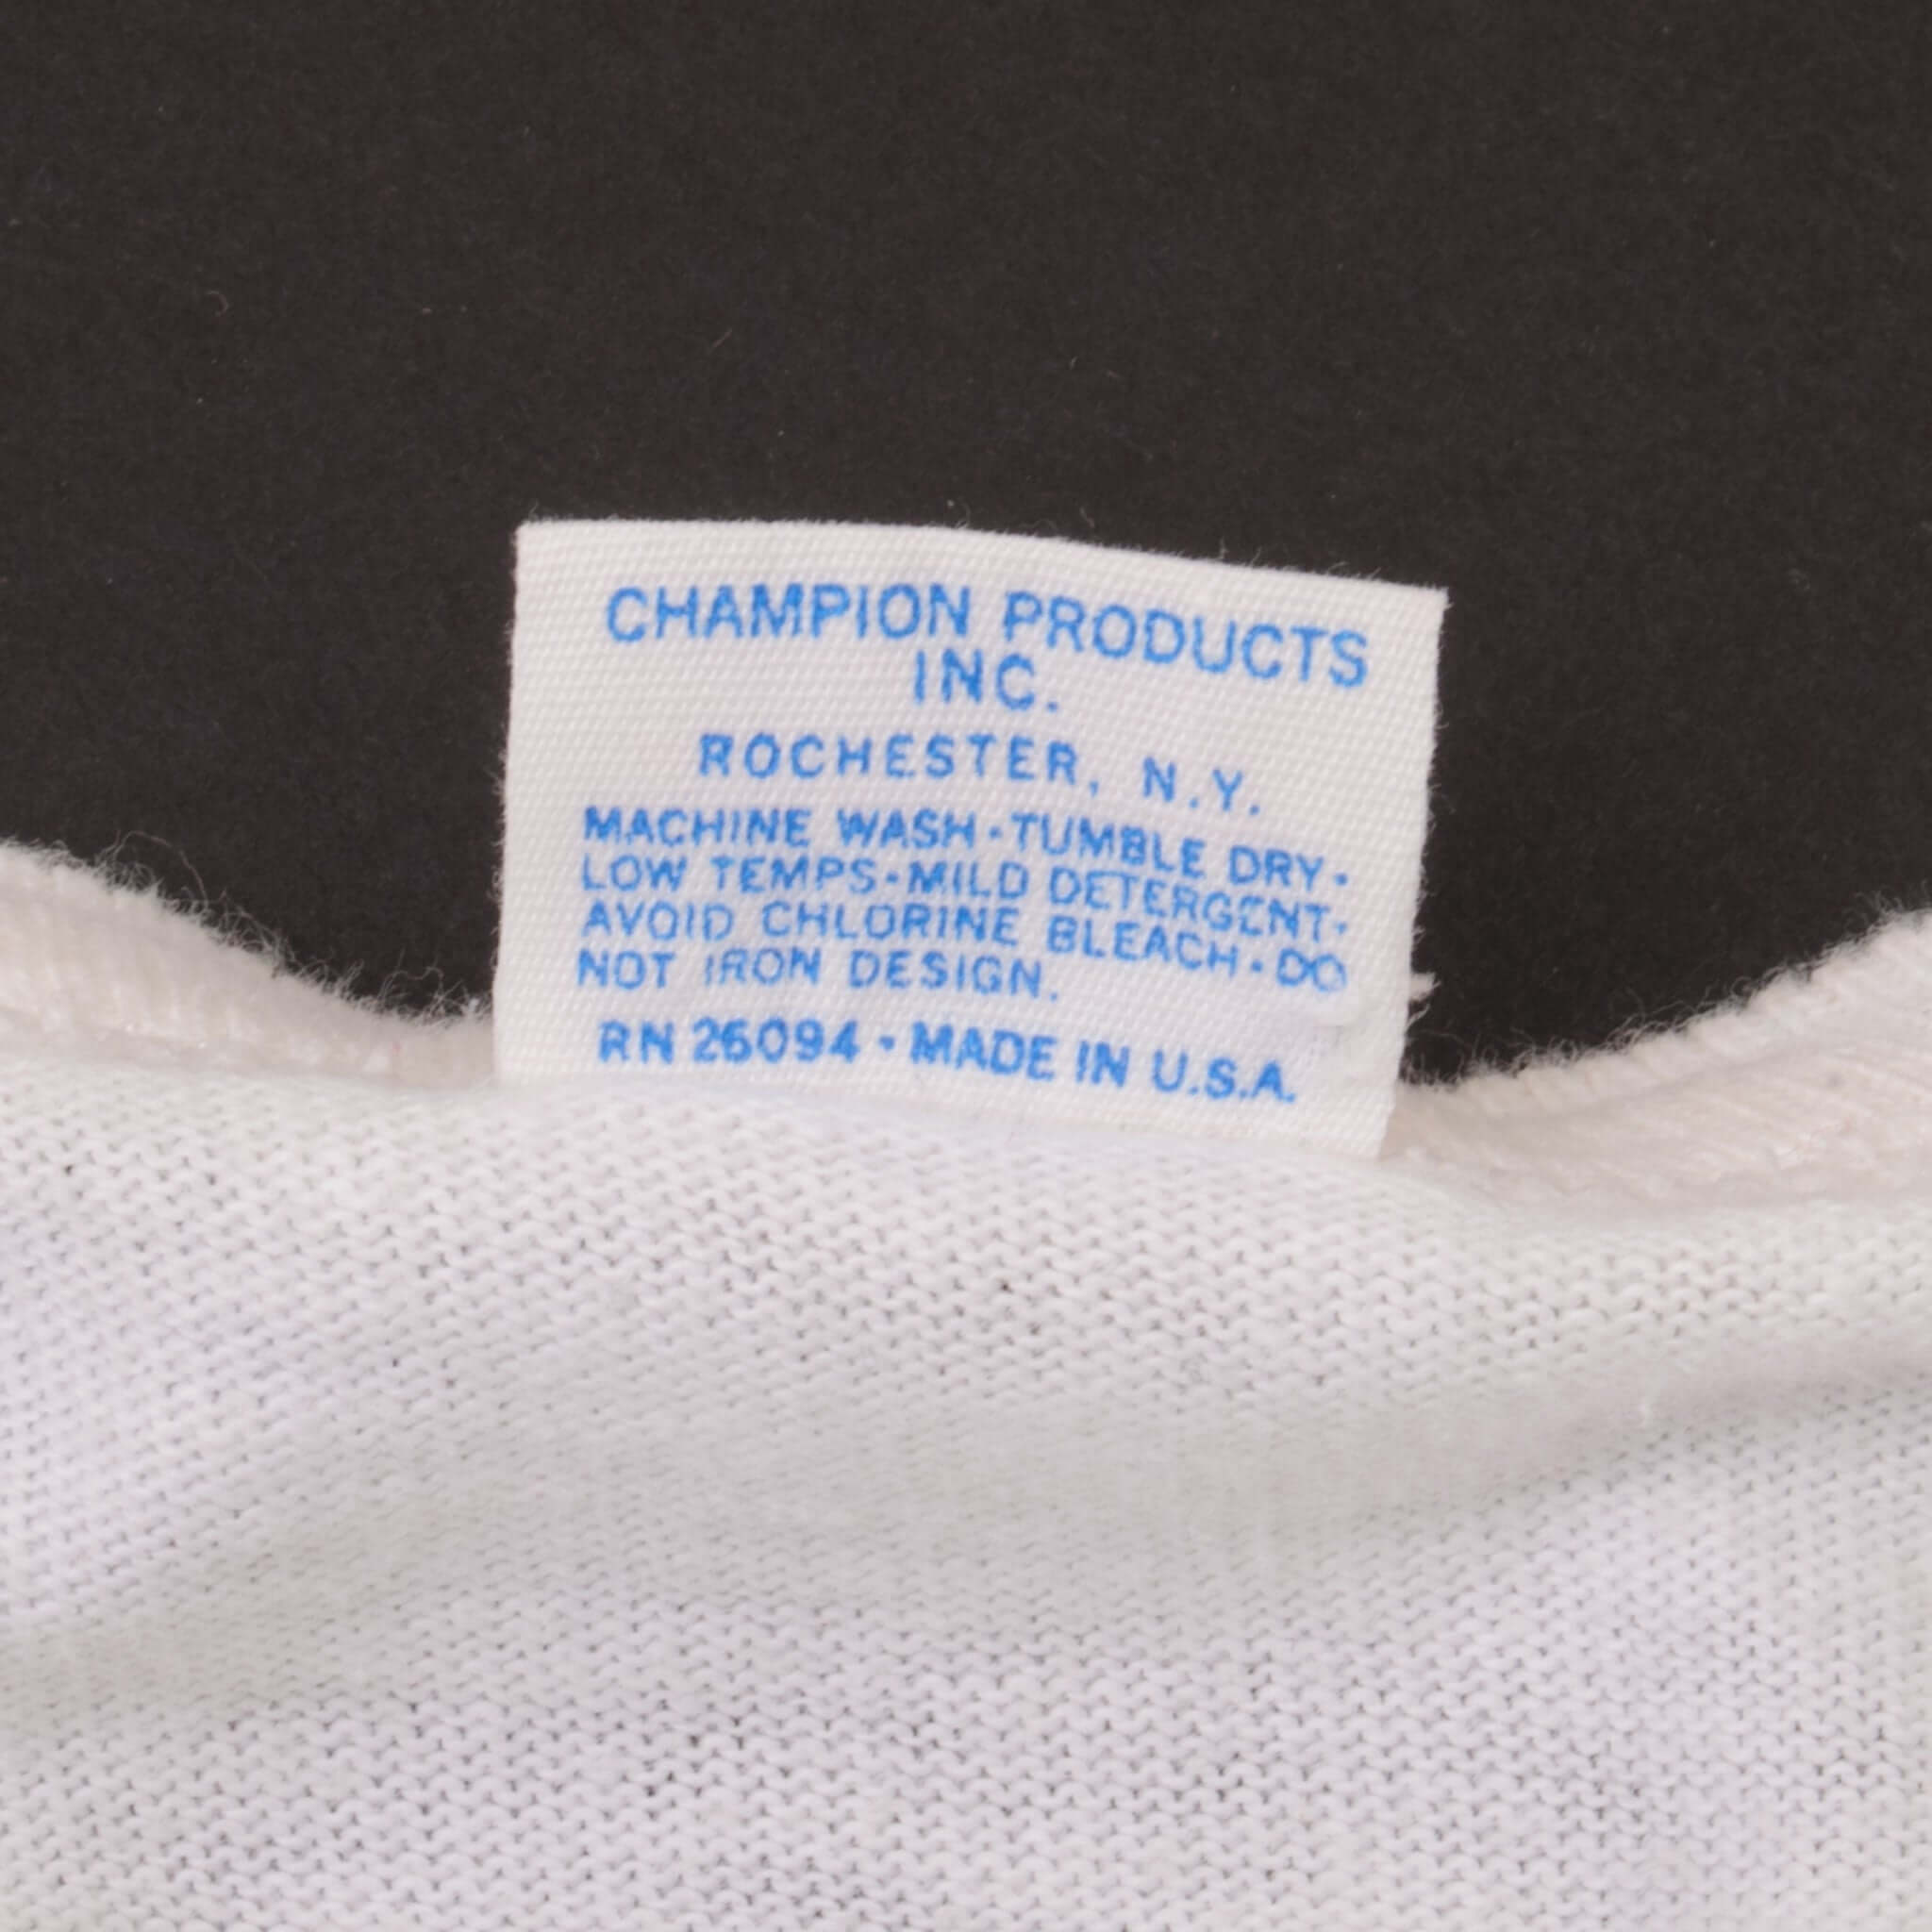 CHAMPION PRODUCTS
INC.
ROCHESTER, N.Y.
MACHINE WASH•TUMBLE DRY•
LOW TEMPS•MILD DETERGENT•
AVOID CHLORINE BLEACH•DO
NOT IRON DESIGN.
RN 26094•MADE IN U.S.A.